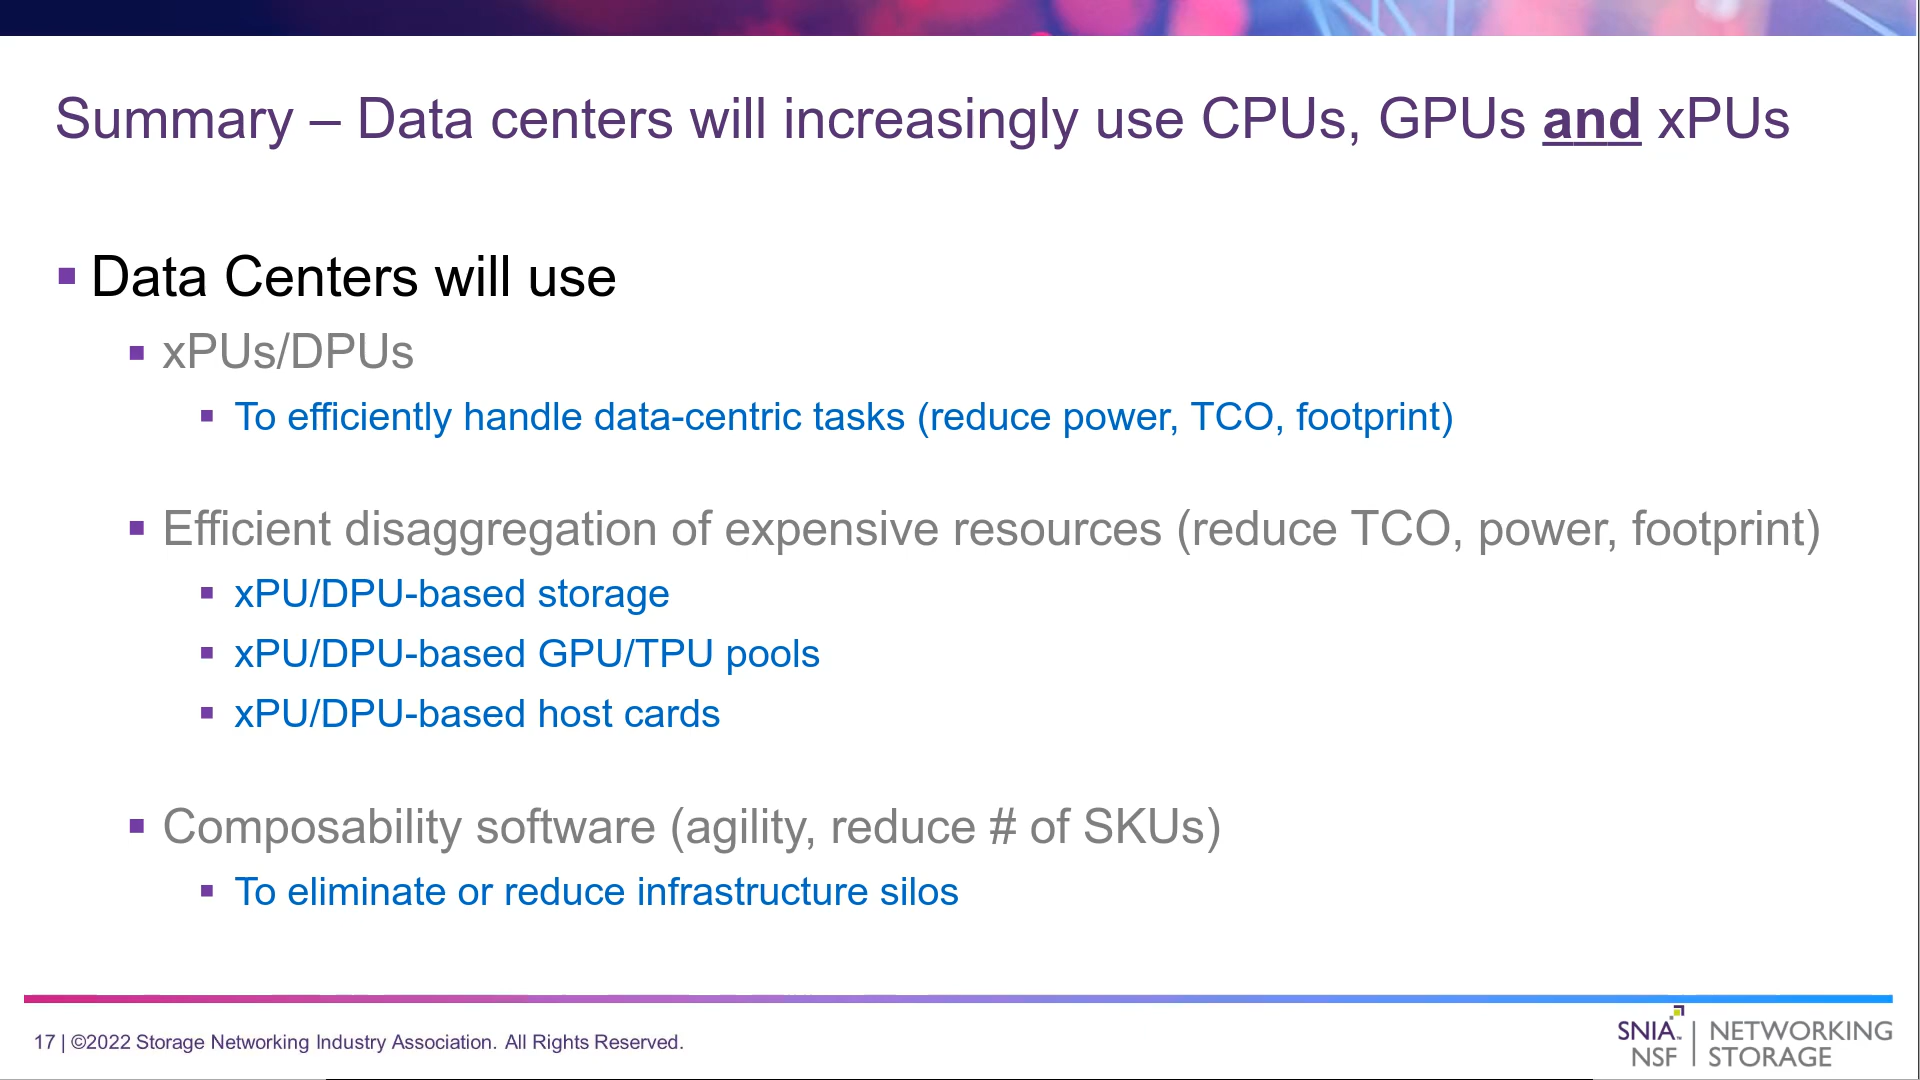 Summary – Data centers will increasingly use CPUs, GPUs and xPUs
Data Centers will use
xPUs/DPUs
To efficiently handle data-centric tasks (reduce power, TCO, footprint)
Efficient disaggregation of expensive resources (reduce TCO, power, footprint)
xPU/DPU-based storage
xPU/DPU-based GPU/TPU pools
xPU/DPU-based host cards
Composability software (agility, reduce # of SKUs)
To eliminate or reduce infrastructure silos
17 | ©2022 Storage Networking Industry Association. All Rights Reserved.
SNIA™ | NETWORKING
NSF | STORAGE